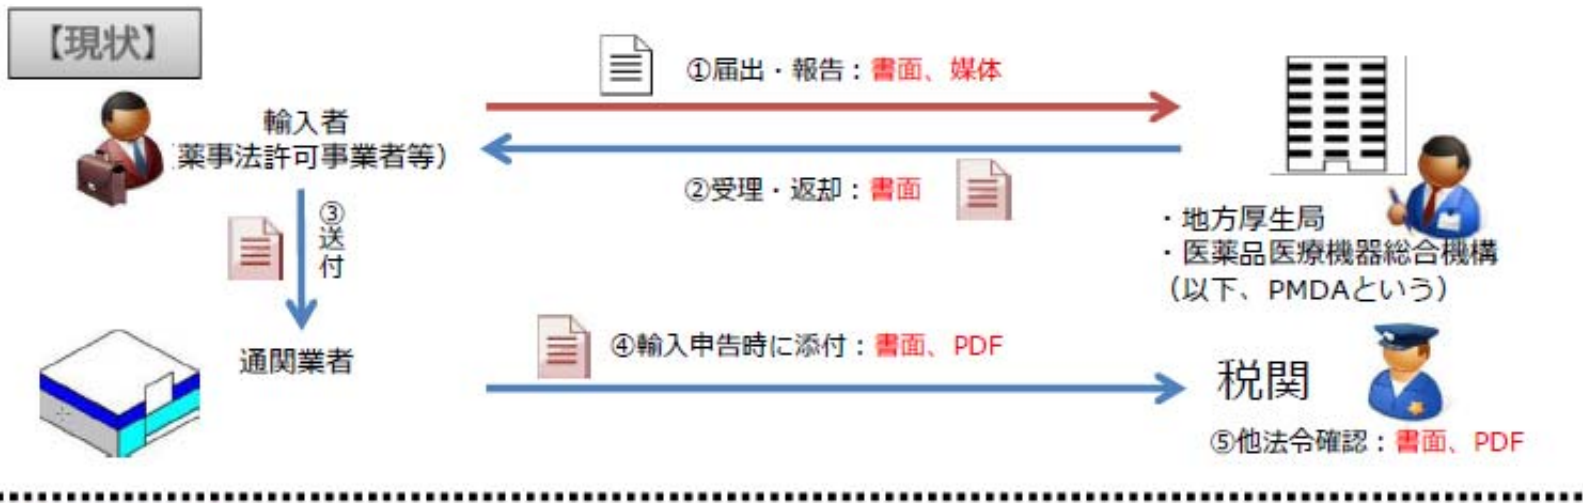 【現状】
①届出・報告：書面、媒体
輸入者
薬事法許可事業者等）
②受理・返却：書面
③送付
・地方厚生局
・医薬品医療機器総合機構
（以下、PMDAという）
通関業者
④輸入申告時に添付：書面、PDF
税関
⑤他法令確認：書面、PDF